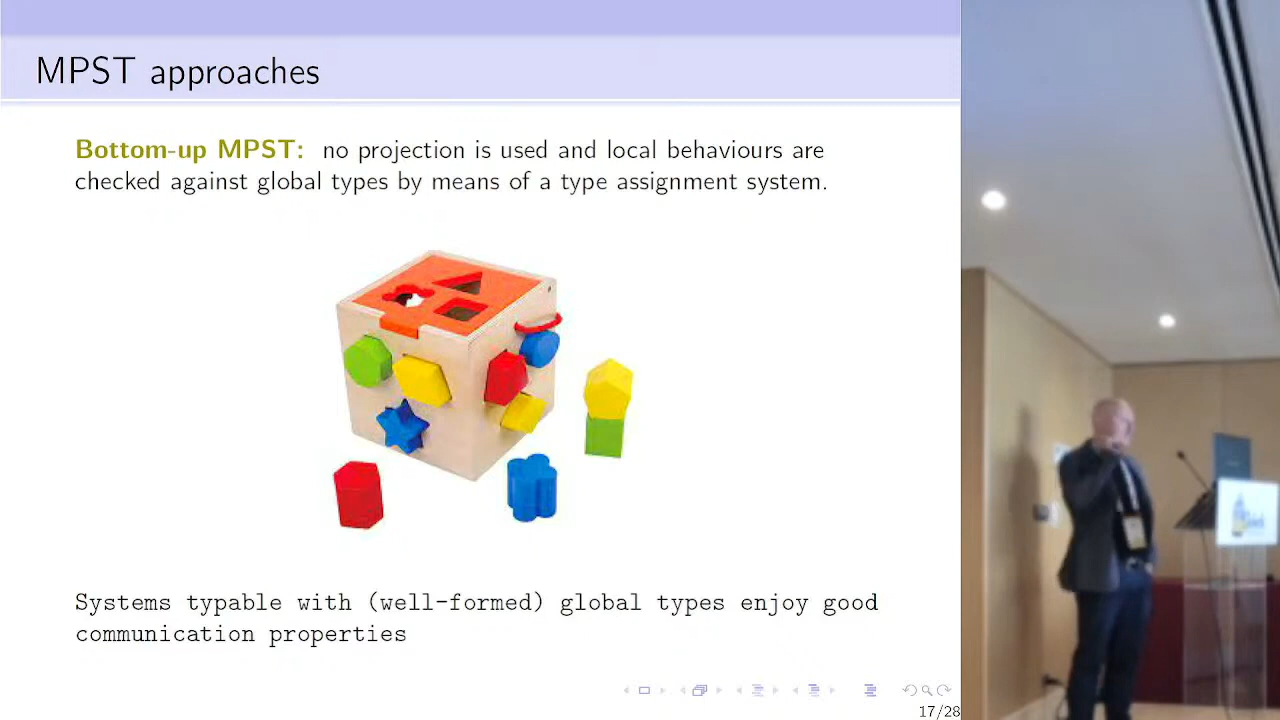 MPST approaches
Bottom-up MPST: no projection is used and local behaviours are
checked against global types by means of a type assignment system.
Systems typable with (well-formed) global types enjoy good
communication properties
17/28